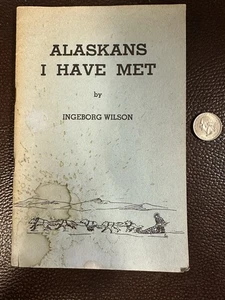 ALASKANS
I HAVE MET
by
INGEBORG WILSON